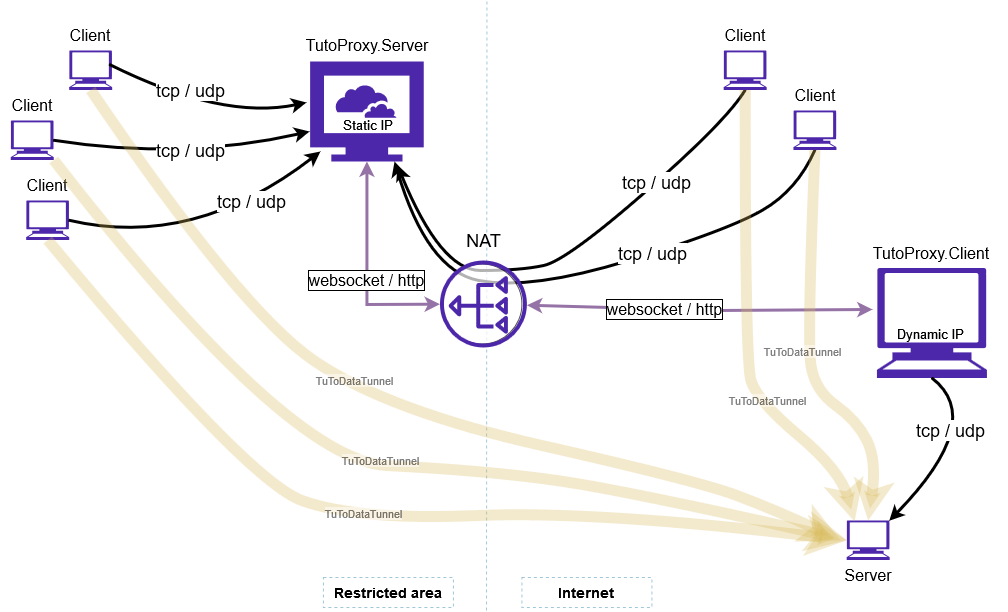 Client
TutoProxy.Server
Client
tcp / udp
Client
Client
tcp / udp
Static IP
tcp / udp
Client
tcp / udp
tcp / udp
NAT
tcp / udp
TutoProxy.Client
websocket / http
websocket / http
Dynamic IP
TuToDataTunnel
TuToDataTunnel
TuToDataTunnel
tcp / udp
TuToDataTunnel
TuToDataTunnel
Server
Restricted area
Internet